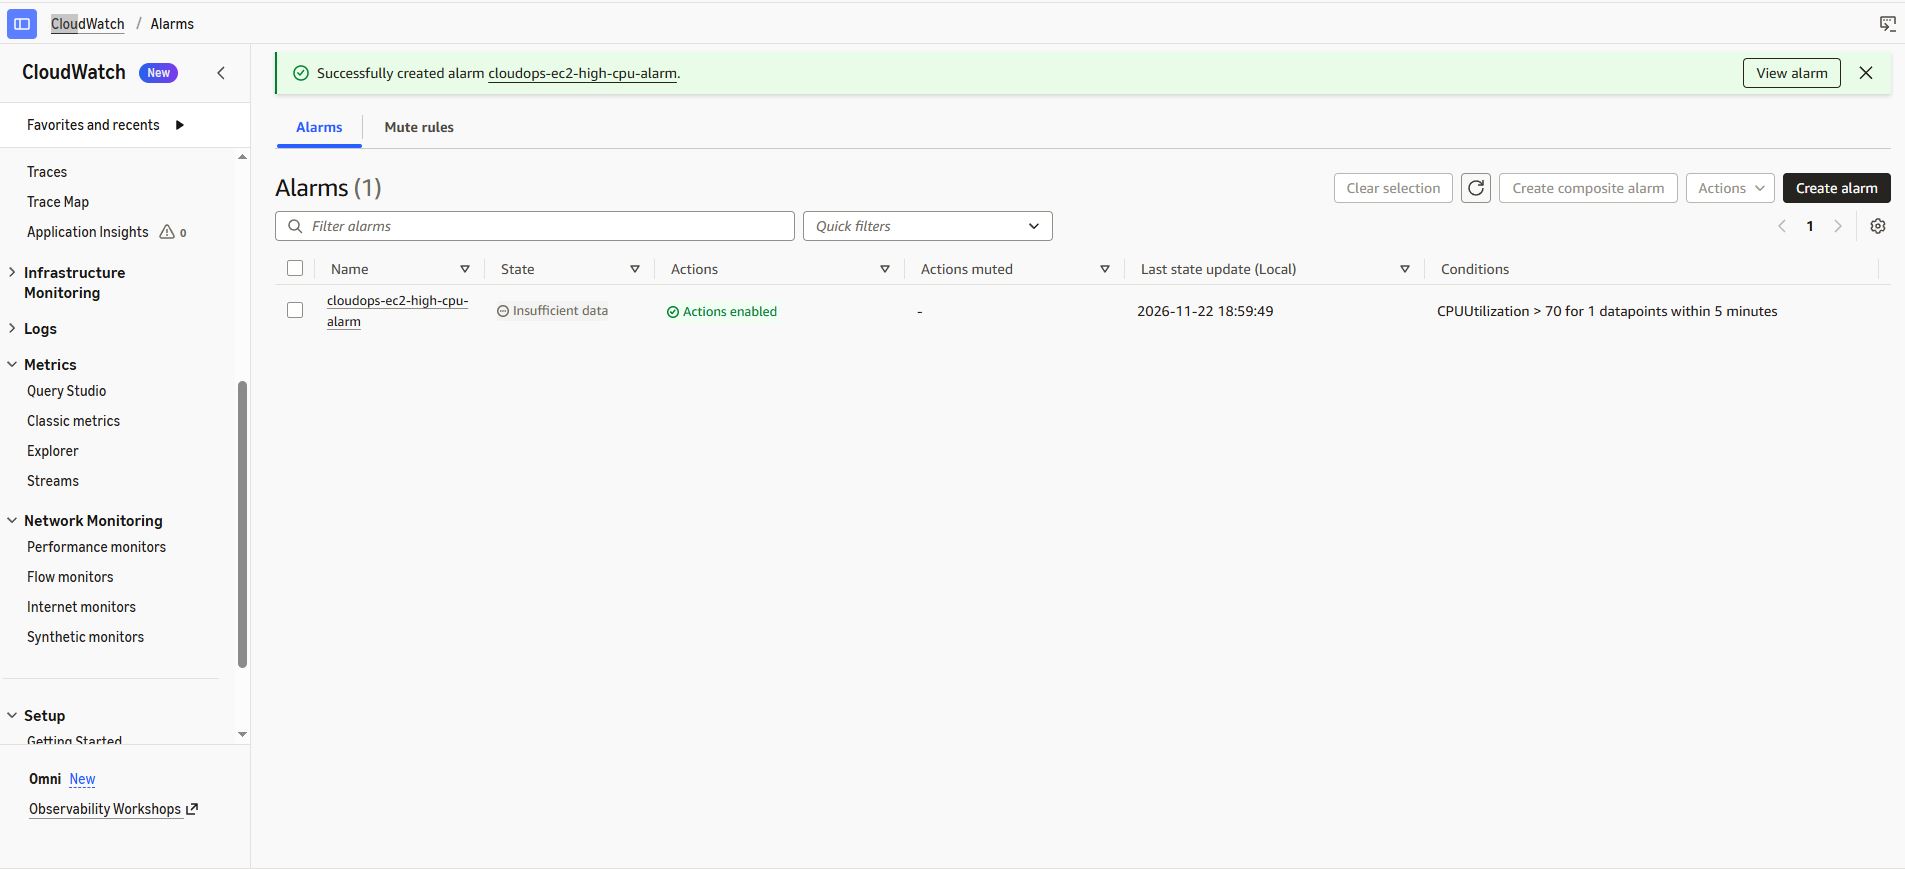 CloudWatch / Alarms
CloudWatch New
Favorites and recents
Traces
Trace Map
Application Insights 0
Infrastructure
Monitoring
Logs
Metrics
Query Studio
Classic metrics
Explorer
Streams
Network Monitoring
Performance monitors
Flow monitors
Internet monitors
Synthetic monitors
Setup
Getting Started
Omni New
Observability Workshops
Successfully created alarm cloudops-ec2-high-cpu-alarm.
View alarm
Alarms
Mute rules
Alarms (1)
Clear selection
Create composite alarm
Actions
Create alarm
Filter alarms
Quick filters
1
Name State Actions Actions muted Last state update (Local) Conditions
cloudops-ec2-high-cpu-
alarm
Insufficient data
Actions enabled
-
2026-11-22 18:59:49
CPUUtilization > 70 for 1 datapoints within 5 minutes